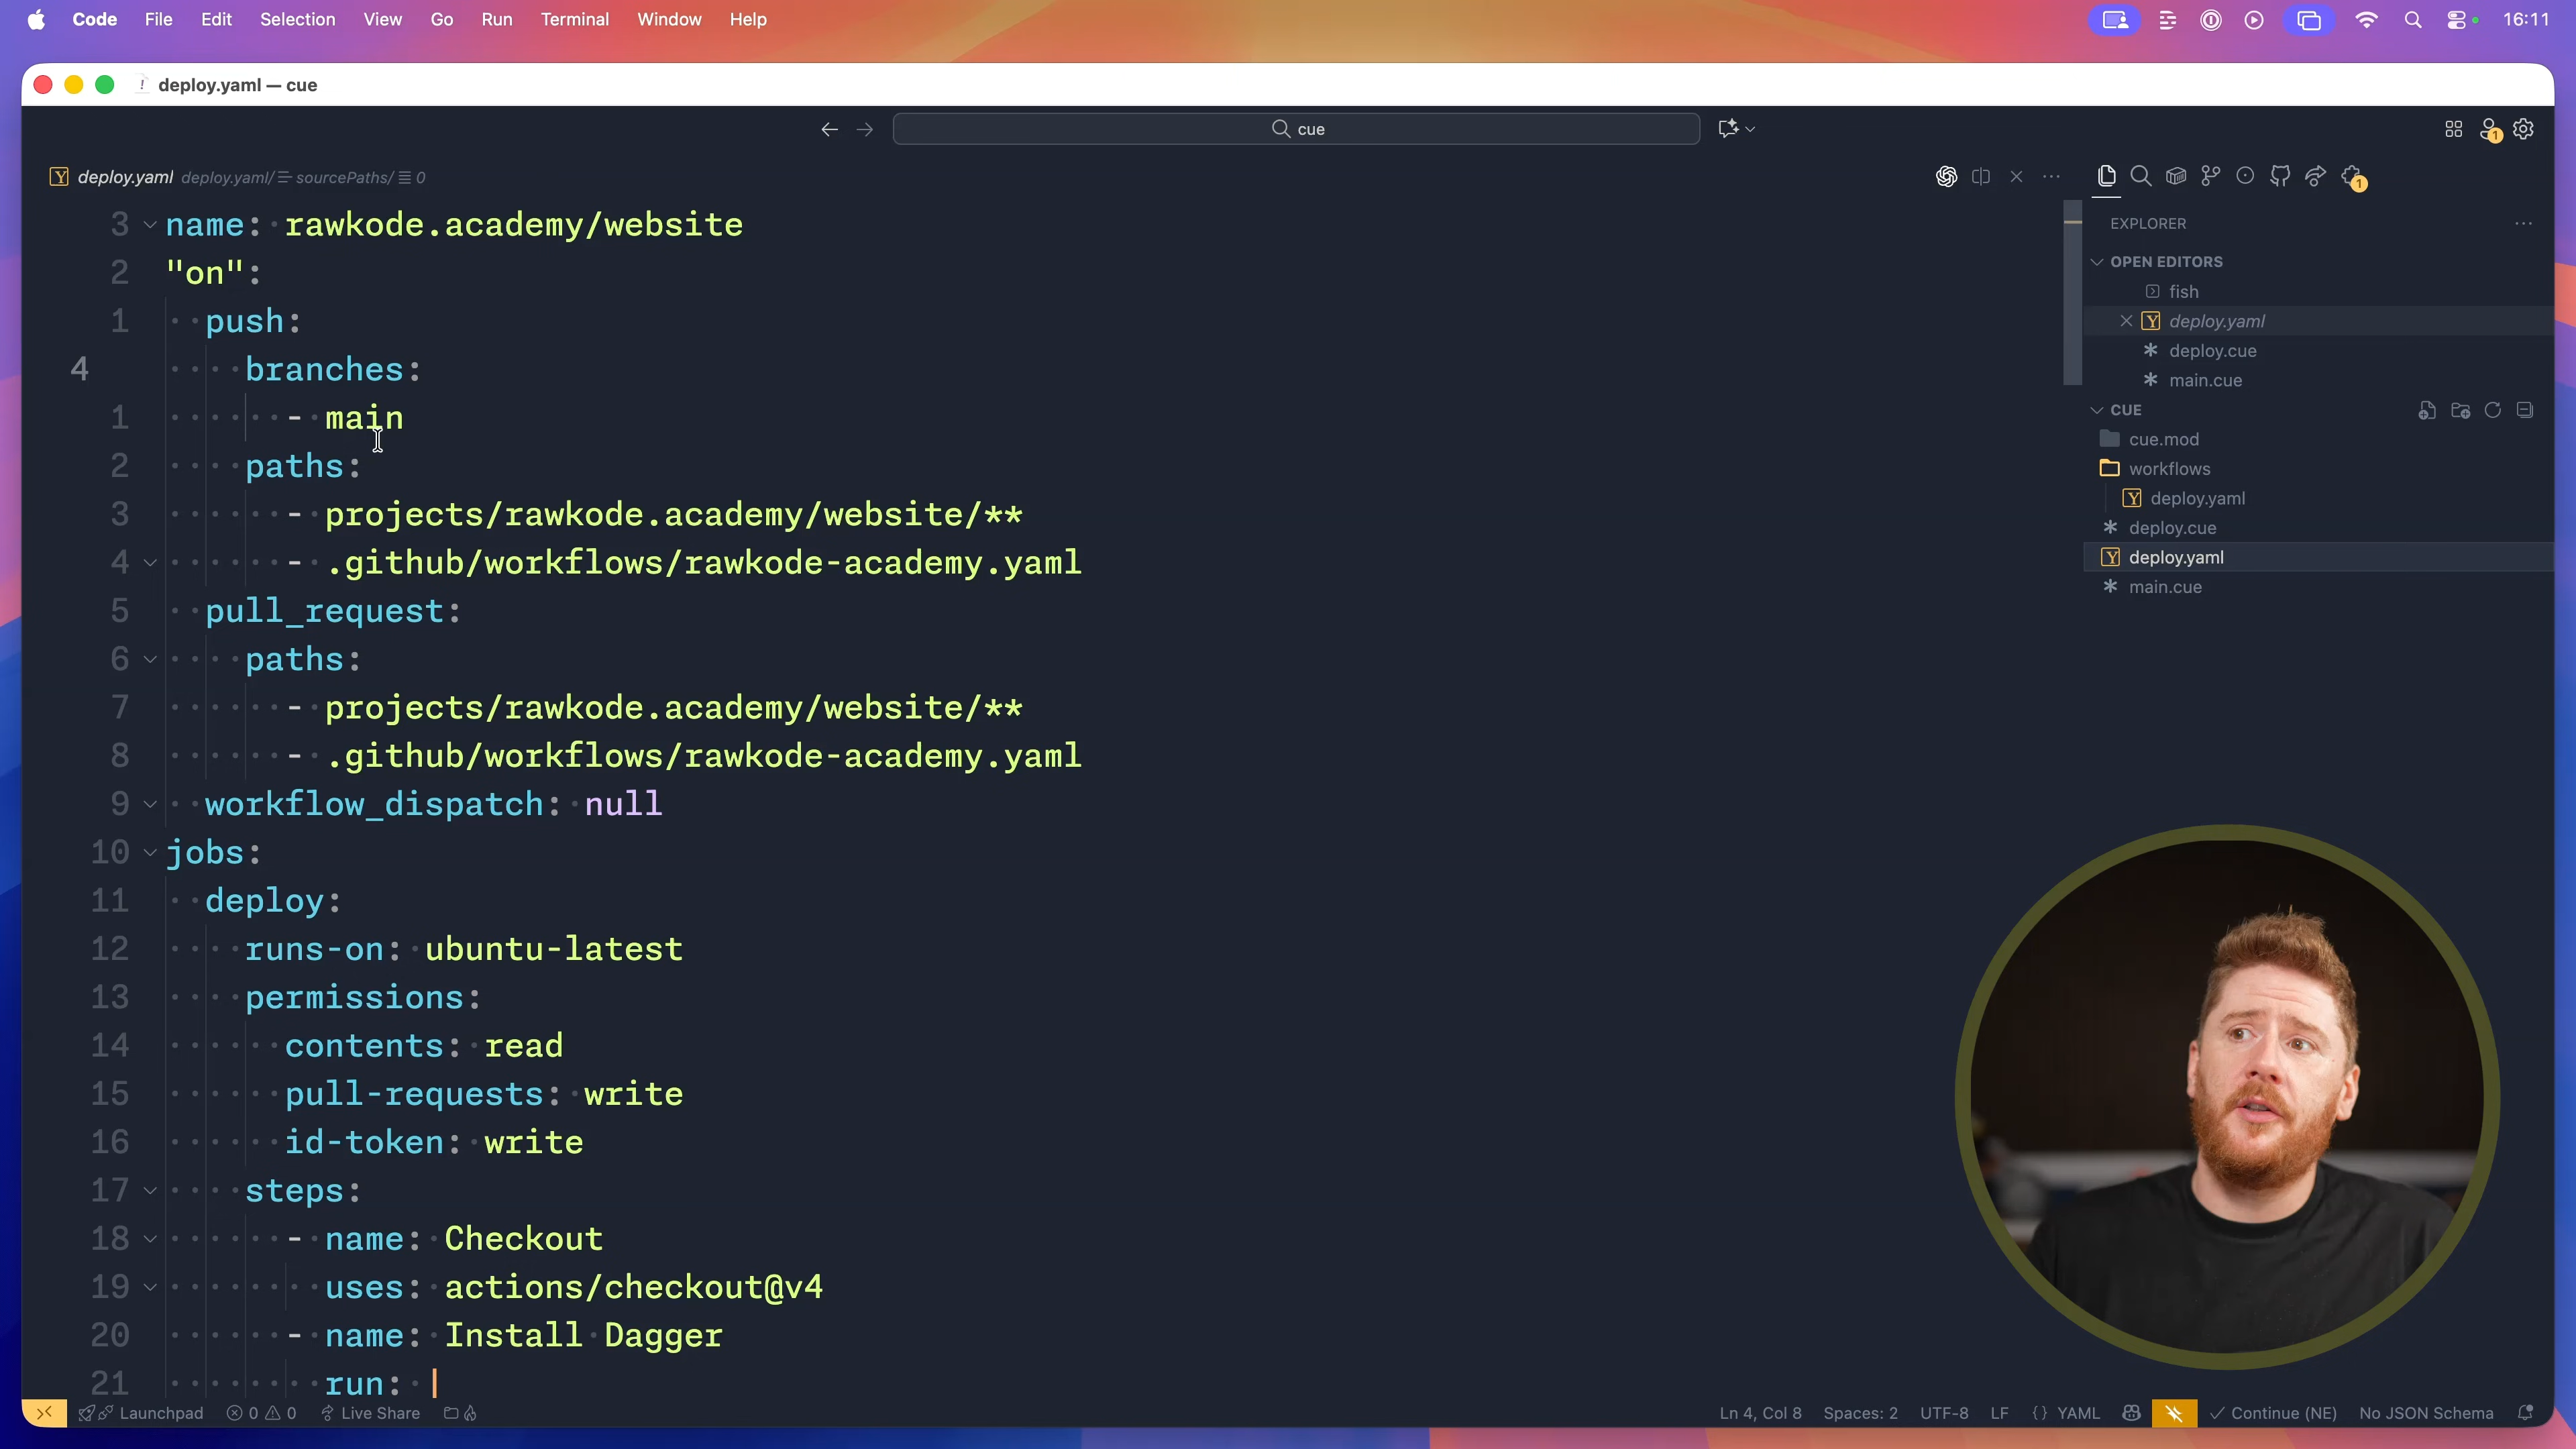 Code File Edit Selection View Go Run Terminal Window Help 16:11
deploy.yaml — cue
cue
1
deploy.yaml deploy.yaml/ sourcePaths/ 0
1
3 name: rawkode.academy/website
2 "on":
1 push:
4 branches:
1 - main
2 paths:
3 - projects/rawkode.academy/website/**
4 - .github/workflows/rawkode-academy.yaml
5 pull_request:
6 paths:
7 - projects/rawkode.academy/website/**
8 - .github/workflows/rawkode-academy.yaml
9 workflow_dispatch: null
10 jobs:
11 deploy:
12 runs-on: ubuntu-latest
13 permissions:
14 contents: read
15 pull-requests: write
16 id-token: write
17 steps:
18 - name: Checkout
19 uses: actions/checkout@v4
20 - name: Install Dagger
21 run: |
EXPLORER
OPEN EDITORS
fish
deploy.yaml
deploy.cue
main.cue
CUE
cue.mod
workflows
deploy.yaml
deploy.cue
deploy.yaml
main.cue
Launchpad 0 0 Live Share Ln 4, Col 8 Spaces: 2 UTF-8 LF {} YAML Continue (NE) No JSON Schema